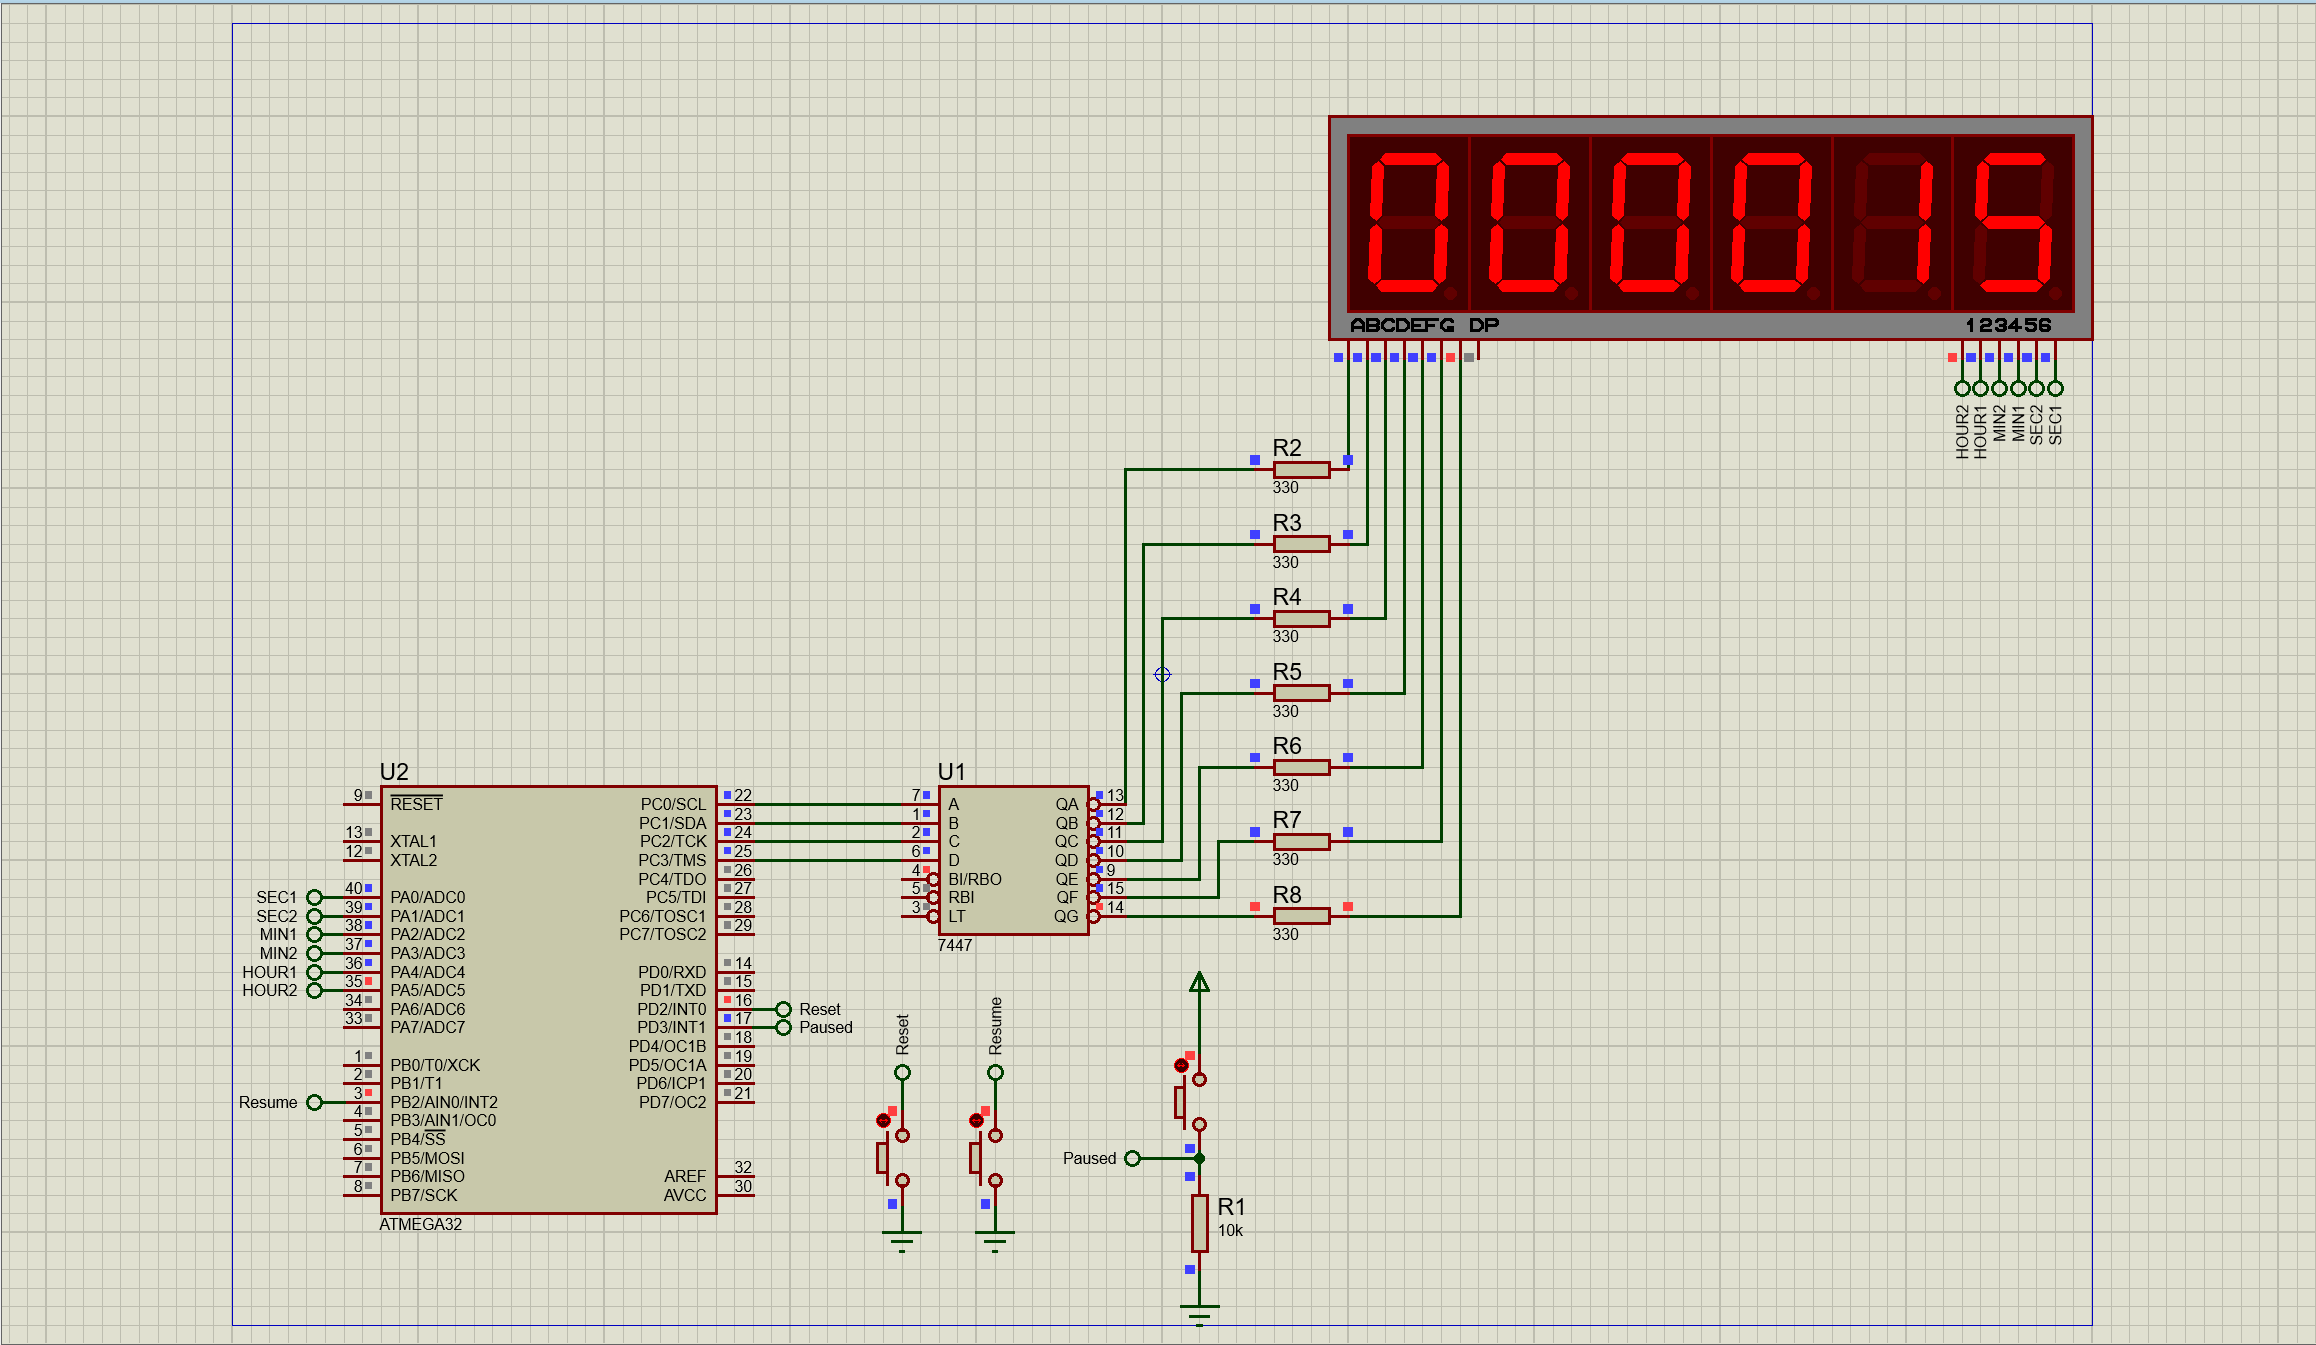 000015
ABCDEFG DP
123456
HOUR2
HOUR1
MIN2
MIN1
SEC2
SEC1
R2
330
R3
330
R4
330
R5
330
R6
330
R7
330
R8
330
U2
9 RESET
13 XTAL1
12 XTAL2
SEC1 40 PA0/ADC0
SEC2 39 PA1/ADC1
MIN1 38 PA2/ADC2
MIN2 37 PA3/ADC3
HOUR1 36 PA4/ADC4
HOUR2 35 PA5/ADC5
34 PA6/ADC6
33 PA7/ADC7
1 PB0/T0/XCK
2 PB1/T1
Resume 3 PB2/AIN0/INT2
4 PB3/AIN1/OC0
5 PB4/SS
6 PB5/MOSI
7 PB6/MISO
8 PB7/SCK
PC0/SCL 22
PC1/SDA 23
PC2/TCK 24
PC3/TMS 25
PC4/TDO 26
PC5/TDI 27
PC6/TOSC1 28
PC7/TOSC2 29
PD0/RXD 14
PD1/TXD 15
PD2/INT0 16 Reset
PD3/INT1 17 Paused
PD4/OC1B 18
PD5/OC1A 19
PD6/ICP1 20
PD7/OC2 21
AREF 32
AVCC 30
ATMEGA32
U1
7 A QA 13
1 B QB 12
2 C QC 11
6 D QD 10
4 BI/RBO QE 9
5 RBI QF 15
3 LT QG 14
7447
Reset
Resume
Paused
R1
10k